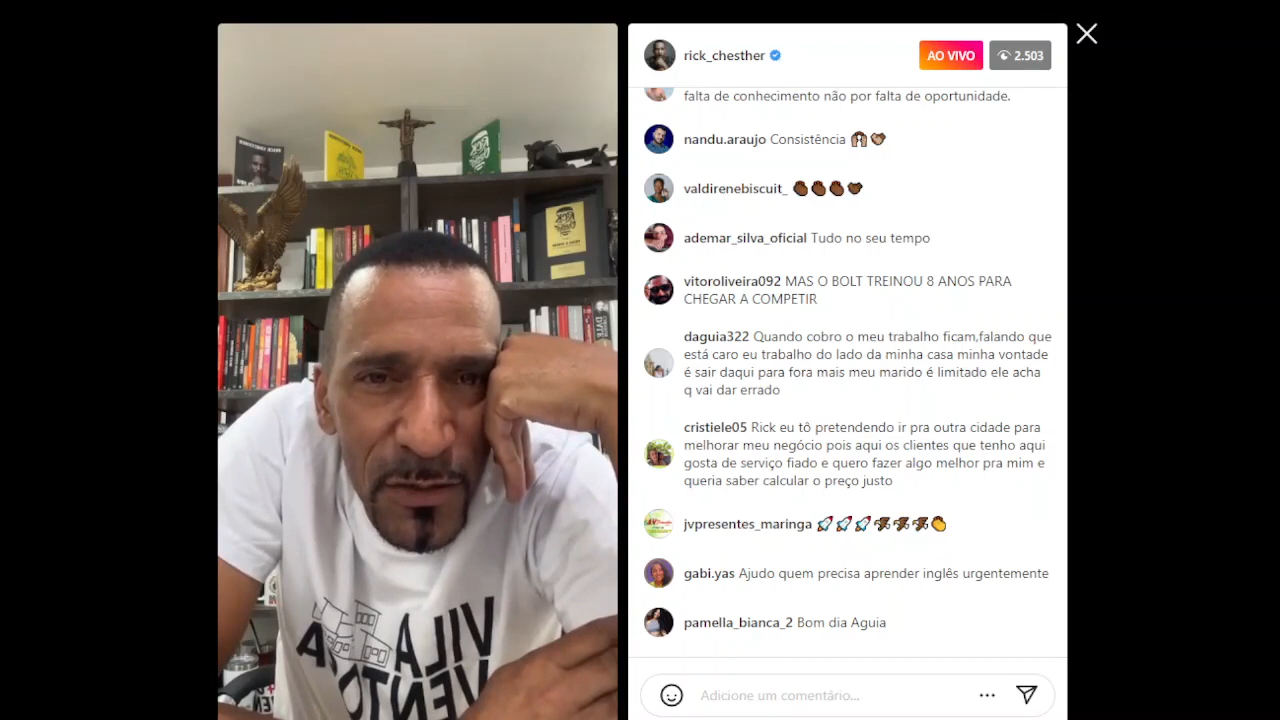 rick_chesther
AO VIVO
2.503
falta de conhecimento não por falta de oportunidade.
nandu.araujo Consistência
valdirenebiscuit_
ademar_silva_oficial Tudo no seu tempo
vitoroliveira092 MAS O BOLT TREINOU 8 ANOS PARA
CHEGAR A COMPETIR
daguia322 Quando cobro o meu trabalho ficam,falando que
está caro eu trabalho do lado da minha casa minha vontade
é sair daqui para fora mais meu marido é limitado ele acha
q vai dar errado
cristiele05 Rick eu tô pretendendo ir pra outra cidade para
melhorar meu negócio pois aqui os clientes que tenho aqui
gosta de serviço fiado e quero fazer algo melhor pra mim e
queria saber calcular o preço justo
jvpresentes_maringa
gabi.yas Ajudo quem precisa aprender inglês urgentemente
pamella_bianca_2 Bom dia Aguia
Adicione um comentário...
VILA